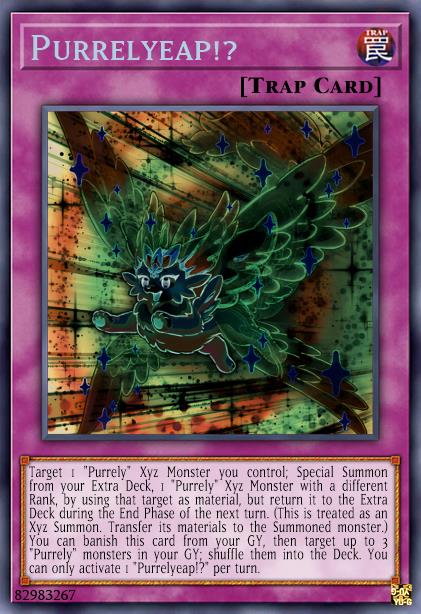 PURRELYEAP!?
TRAP
罠
[TRAP CARD]
Target 1 "Purrely" Xyz Monster you control; Special Summon
from your Extra Deck, 1 "Purrely" Xyz Monster with a different
Rank, by using that target as material, but return it to the Extra
Deck during the End Phase of the next turn. (This is treated as an
Xyz Summon. Transfer its materials to the Summoned monster.)
You can banish this card from your GY, then target up to 3
"Purrely" monsters in your GY; shuffle them into the Deck. You
can only activate 1 "Purrelyeap!?" per turn.
82983267